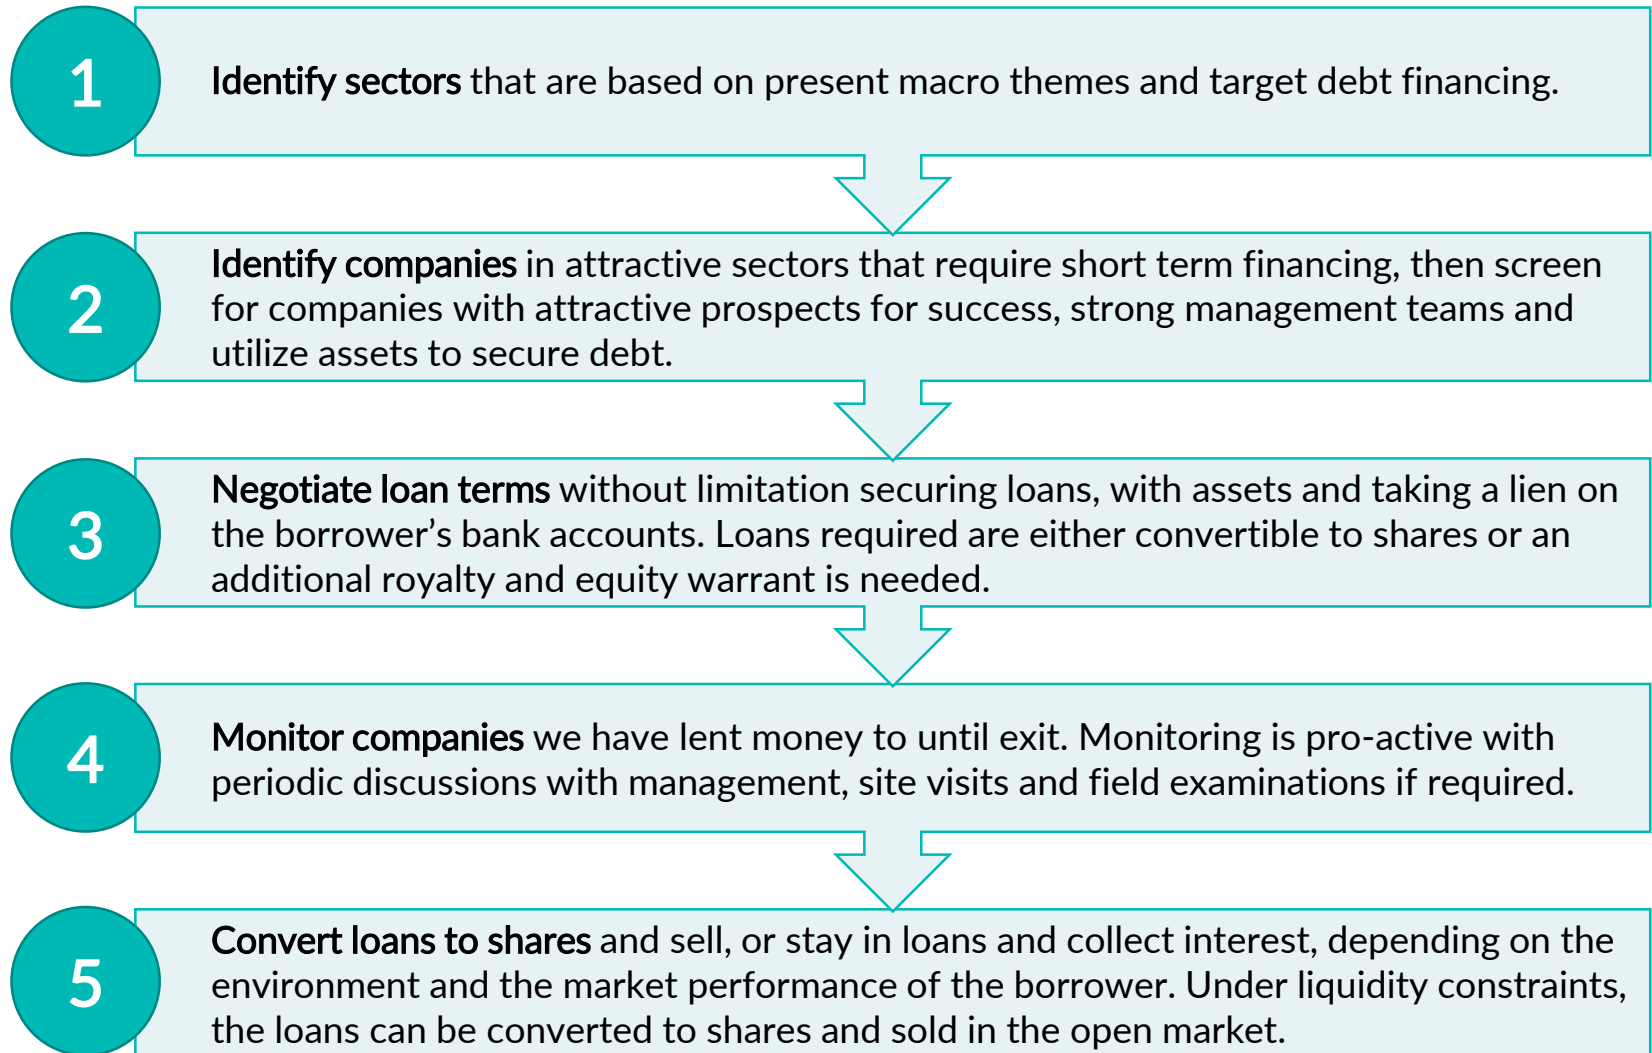 1
Identify sectors that are based on present macro themes and target debt financing.
2
Identify companies in attractive sectors that require short term financing, then screen
for companies with attractive prospects for success, strong management teams and
utilize assets to secure debt.
3
Negotiate loan terms without limitation securing loans, with assets and taking a lien on
the borrower’s bank accounts. Loans required are either convertible to shares or an
additional royalty and equity warrant is needed.
4
Monitor companies we have lent money to until exit. Monitoring is pro-active with
periodic discussions with management, site visits and field examinations if required.
5
Convert loans to shares and sell, or stay in loans and collect interest, depending on the
environment and the market performance of the borrower. Under liquidity constraints,
the loans can be converted to shares and sold in the open market.